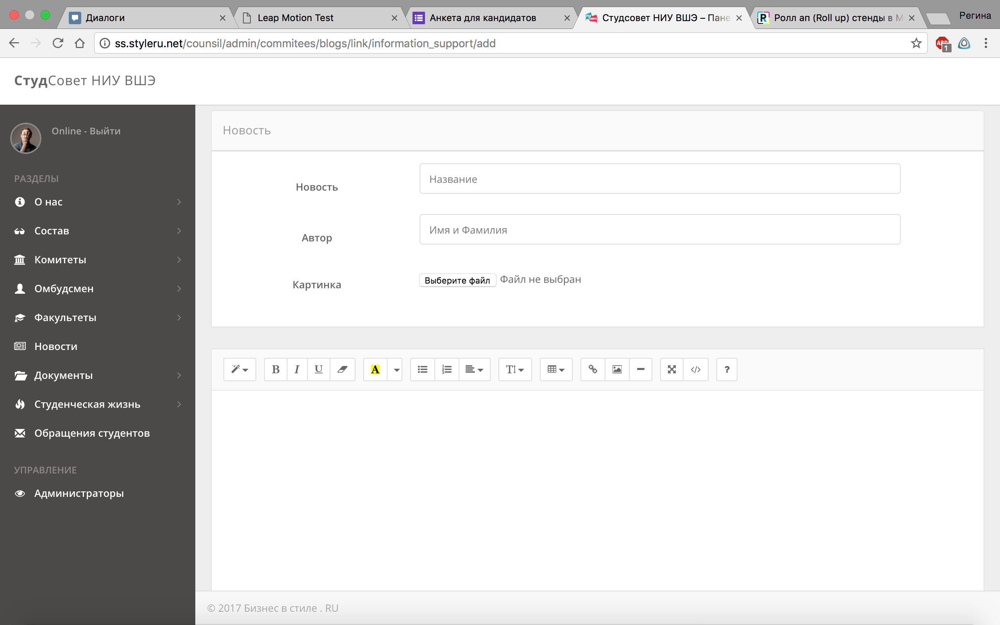 Диалоги
Leap Motion Test
Анкета для кандидатов
Студсовет НИУ ВШЭ – Пане
Ролл ап (Roll up) стенды в М
Регина
ss.styleru.net/counsil/admin/commitees/blogs/link/information_support/add
ABP
1
СтудСовет НИУ ВШЭ
Online - Выйти
РАЗДЕЛЫ
О нас
Состав
Комитеты
Омбудсмен
Факультеты
Новости
Документы
Студенческая жизнь
Обращения студентов
УПРАВЛЕНИЕ
Администраторы
Новость
Новость
Название
Автор
Имя и Фамилия
Картинка
Выберите файл Файл не выбран
B I U A T ?
© 2017 Бизнес в стиле . RU